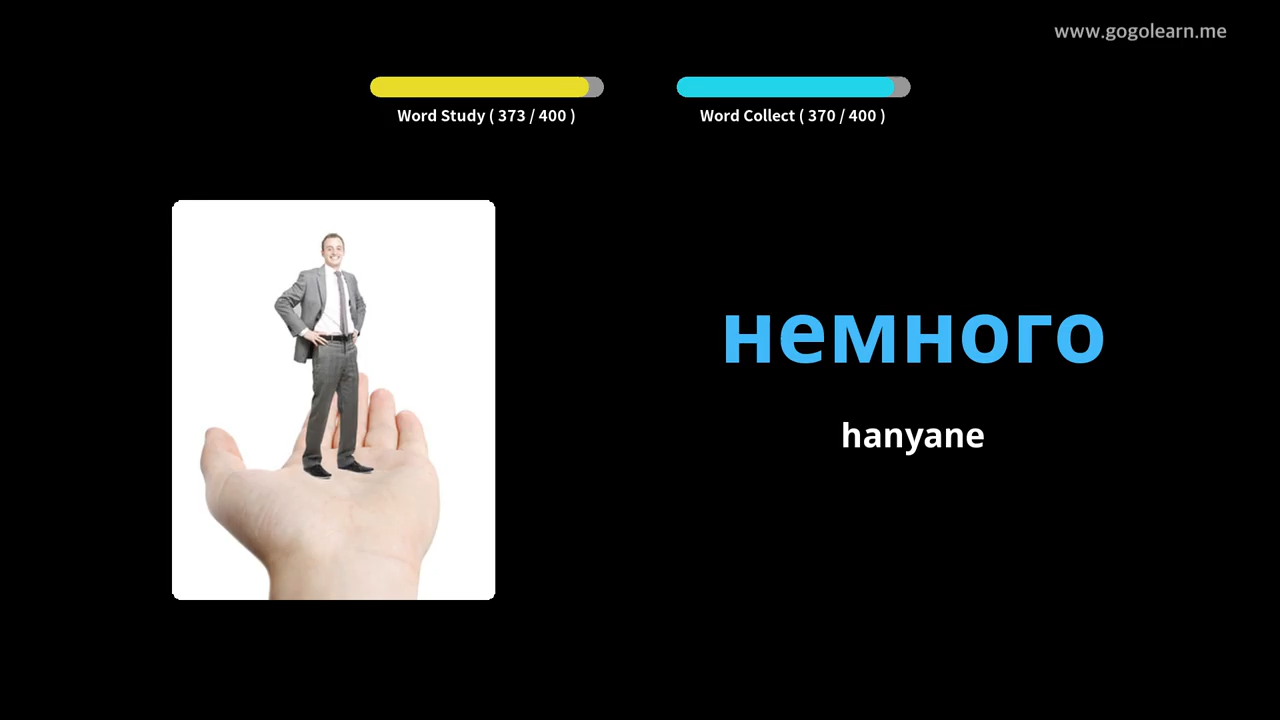 www.gogolearn.me
Word Study ( 373 / 400 )
Word Collect ( 370 / 400 )
немного
hanyane